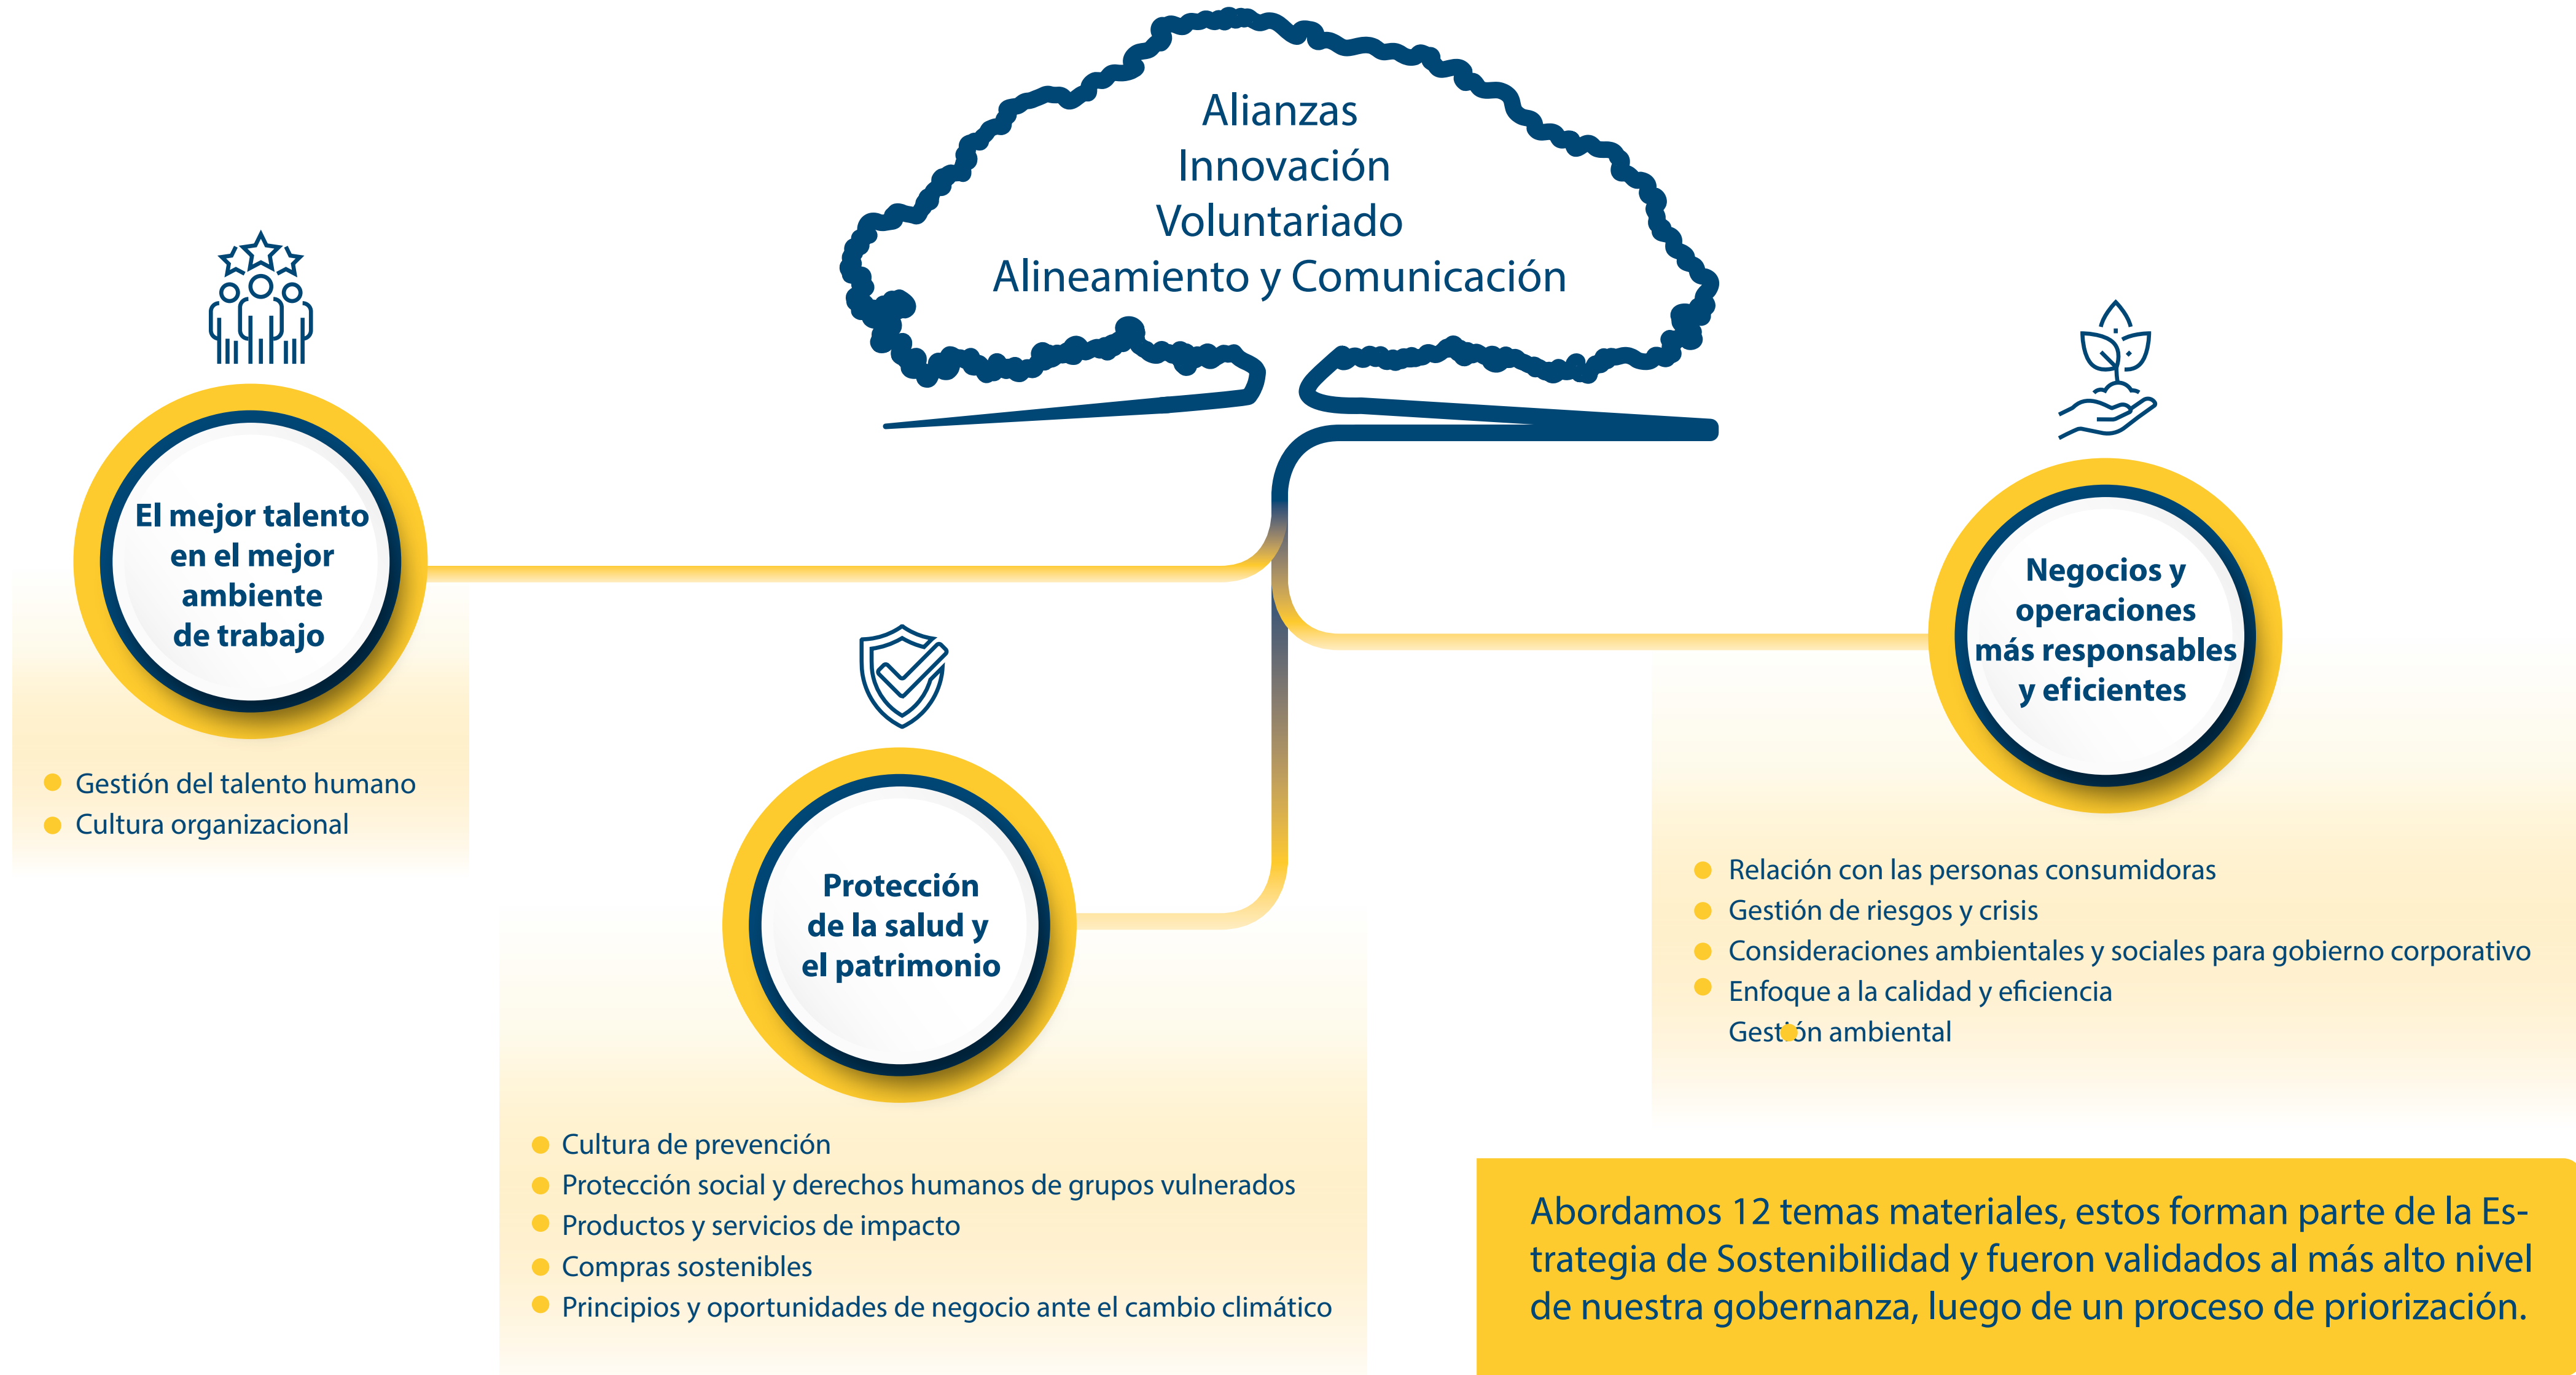 Alianzas
Innovación
Voluntariado
Alineamiento y Comunicación
El mejor talento
en el mejor
ambiente
de trabajo
Gestión del talento humano
Cultura organizacional
Protección
de la salud y
el patrimonio
Cultura de prevención
Protección social y derechos humanos de grupos vulnerados
Productos y servicios de impacto
Compras sostenibles
Principios y oportunidades de negocio ante el cambio climático
Negocios y
operaciones
más responsables
y eficientes
Relación con las personas consumidoras
Gestión de riesgos y crisis
Consideraciones ambientales y sociales para gobierno corporativo
Enfoque a la calidad y eficiencia
Gestión ambiental
Abordamos 12 temas materiales, estos forman parte de la Es-
trategia de Sostenibilidad y fueron validados al más alto nivel
de nuestra gobernanza, luego de un proceso de priorización.